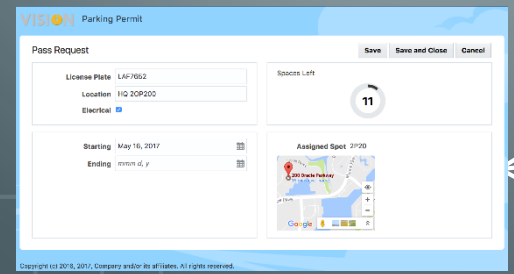 VISION Parking Permit
Pass Request
Save Save and Close Cancel
License Plate LAF7652
Location HQ 2OP200
Electrical
Spaces Left
11
Starting May 16, 2017
Ending mmm d, y
Assigned Spot 2P20
200 Oracle Parkway
Google
Copyright (c) 2018, 2017, Company and/or its affiliates. All rights reserved.